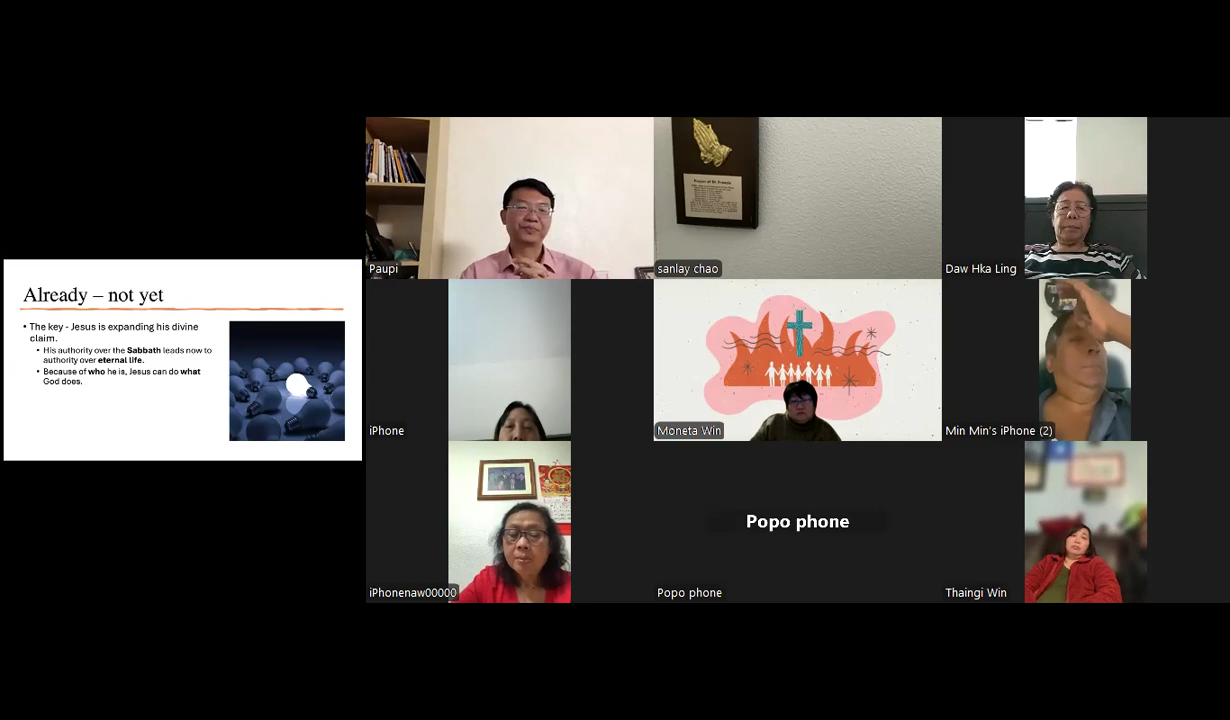 Already – not yet
• The key - Jesus is expanding his divine
claim.
• His authority over the Sabbath leads now to
authority over eternal life.
• Because of who he is, Jesus can do what
God does.
Paupi
sanlay chao
Daw Hka Ling
iPhone
Moneta Win
Min Min's iPhone (2)
iPhonenaw00000
Popo phone
Popo phone
Thaingi Win